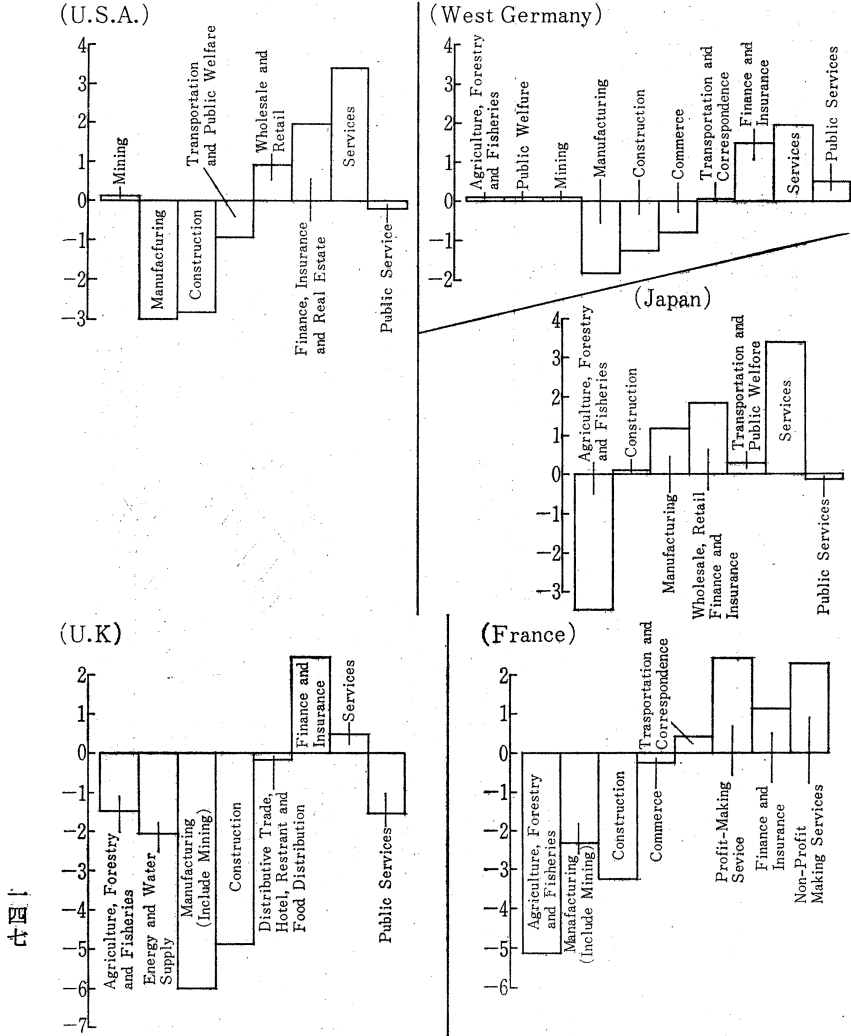 (U.S.A.)
4
3
2
1
0
−1
−2
−3
Mining
Manufacfuring
Construction
Transportation
and Public Welfare
Wholesale and
Retail
Finance, Insurance
and Real Estate
Services
Public Service
(West Germany)
4
3
2
1
0
−1
−2
Agriculture, Forestry
and Fisheries
Public Welfure
Mining
Manufacturing
Construction
Commerce
Transportation and
Correspondence
Finance and
Insurance
Services
Public Services
(Japan)
4
3
2
1
0
−1
−2
−3
Agriculture, Forestry
and Fisheries
Construction
Manufacturing
Wholesale, Retail
Finance and
Insurance
Transportation and
Public Welfore
Services
Public Services
(U.K)
2
1
0
−1
−2
−3
−4
−5
−6
−7
Agriculture, Forestry
and Fisheries
Energy and Water
Supply
Manufacturing
(Include Mining)
Construction
Distributive Trade,
Hotel, Restrant and
Food Distribution
Finance and
Insurance
Services
Public Services
(France)
2
1
0
−1
−2
−3
−4
−5
−6
Agriculture, Forestry
and Fisheries
Manafacturing
(Include Mining)
Construction
Commerce
Trasportation and
Correspondence
Profit-Making
Sevice
Finance and
Insurance
Non-Profit
Making Services